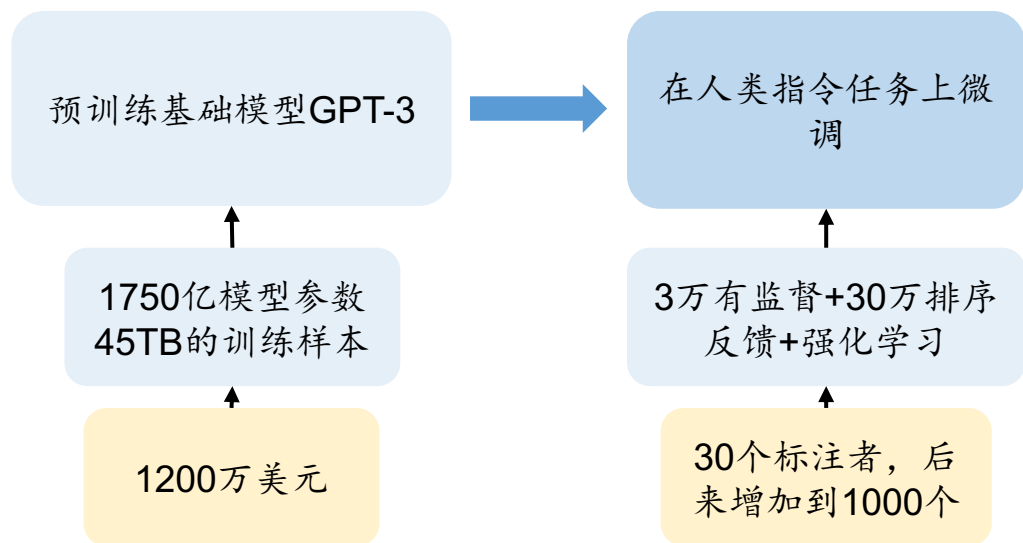 预训练基础模型GPT-3
在人类指令任务上微
调
1750亿模型参数
45TB的训练样本
3万有监督+30万排序
反馈+强化学习
1200万美元
30个标注者，后
来增加到1000个